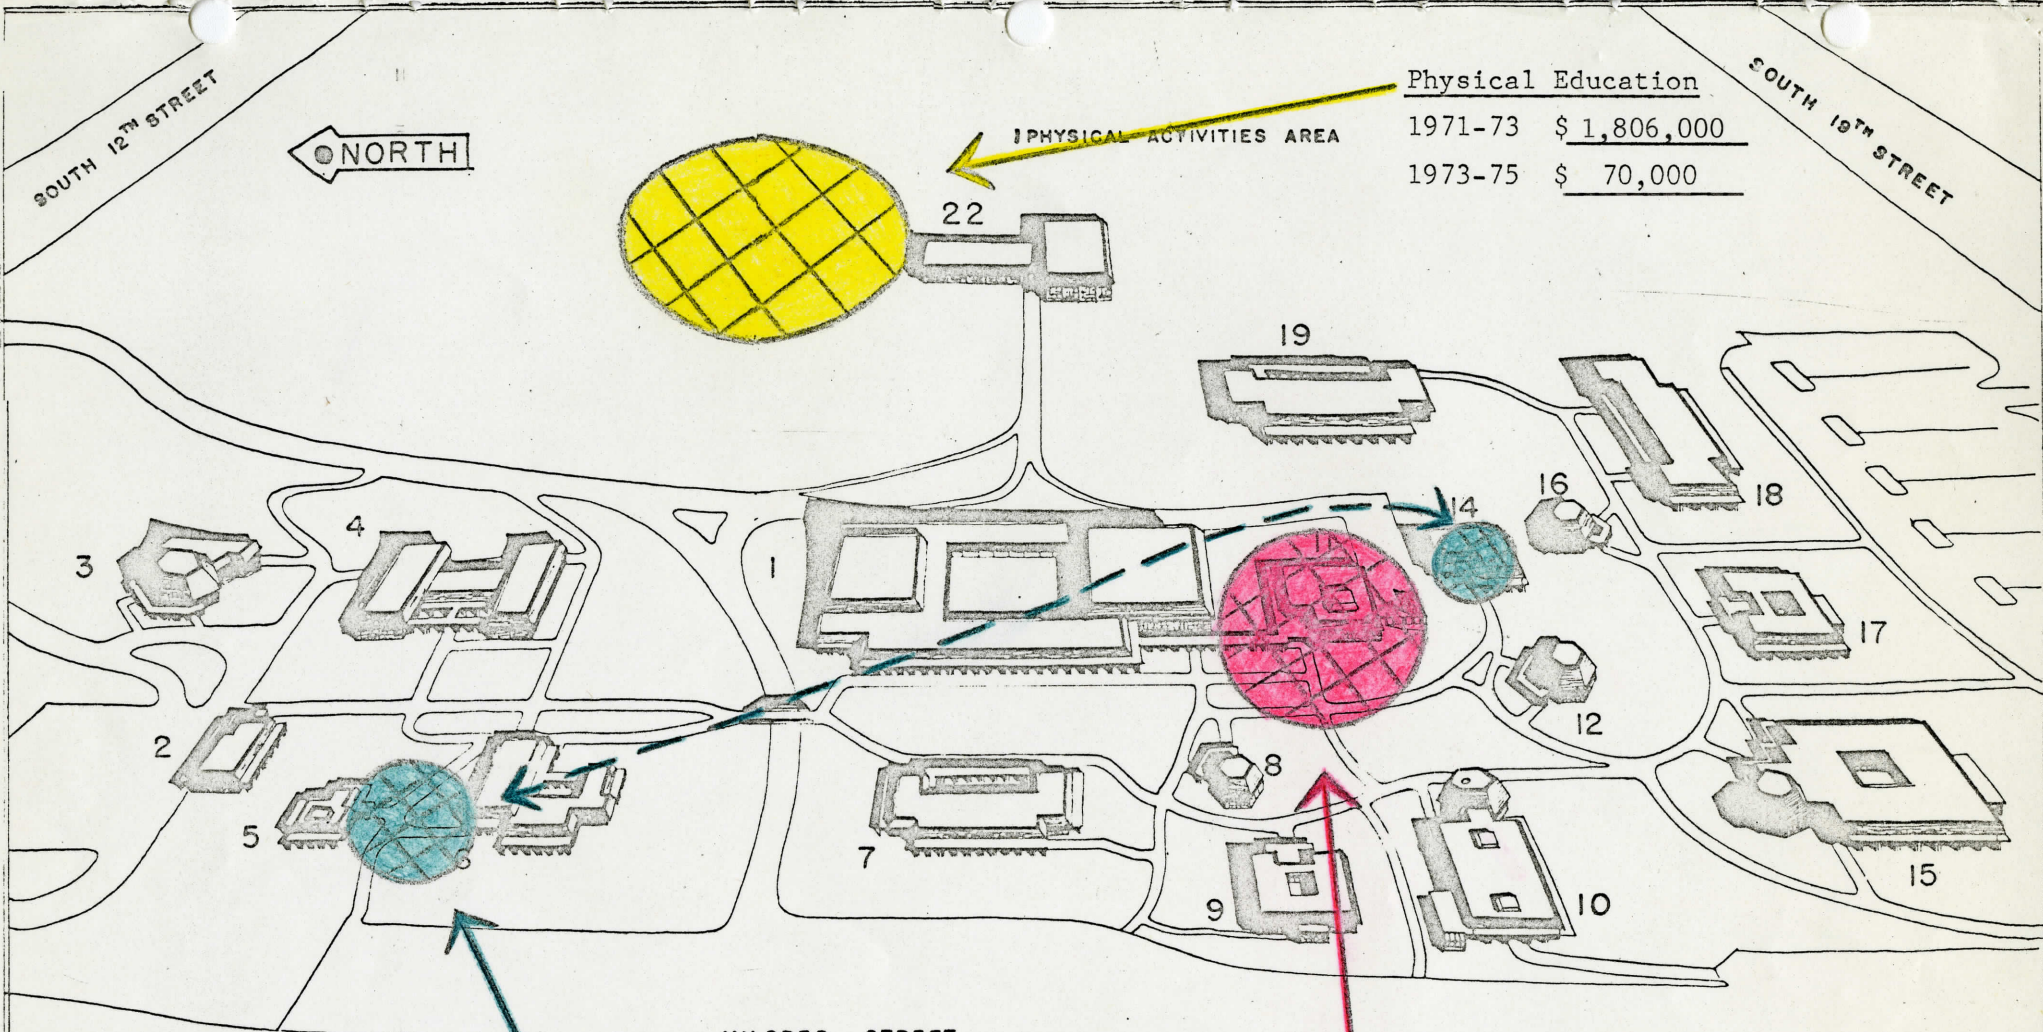 SOUTH 12TH STREET
NORTH
Physical Education
1971-73 $ 1,806,000
1973-75 $ 70,000
PHYSICAL ACTIVITIES AREA
SOUTH 19TH STREET
22
19
18
16
14
4
3
1
17
12
2
8
5
6
7
9
10
15
STREET